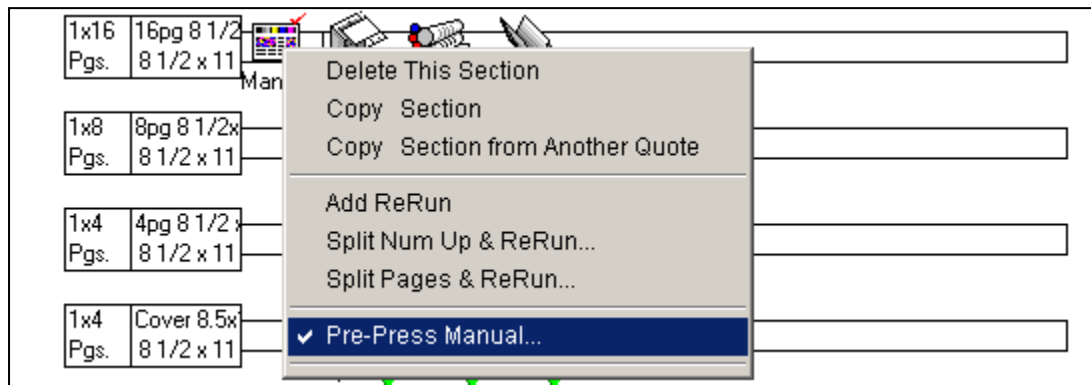 1x16 16pg 8 1/2
Pgs. 8 1/2 x 11
Man
Delete This Section
Copy Section
Copy Section from Another Quote
Add ReRun
Split Num Up & ReRun...
Split Pages & ReRun...
Pre-Press Manual...
1x8 8pg 8 1/2x
Pgs. 8 1/2 x 11
1x4 4pg 8 1/2 x
Pgs. 8 1/2 x 11
1x4 Cover 8.5x
Pgs. 8 1/2 x 11